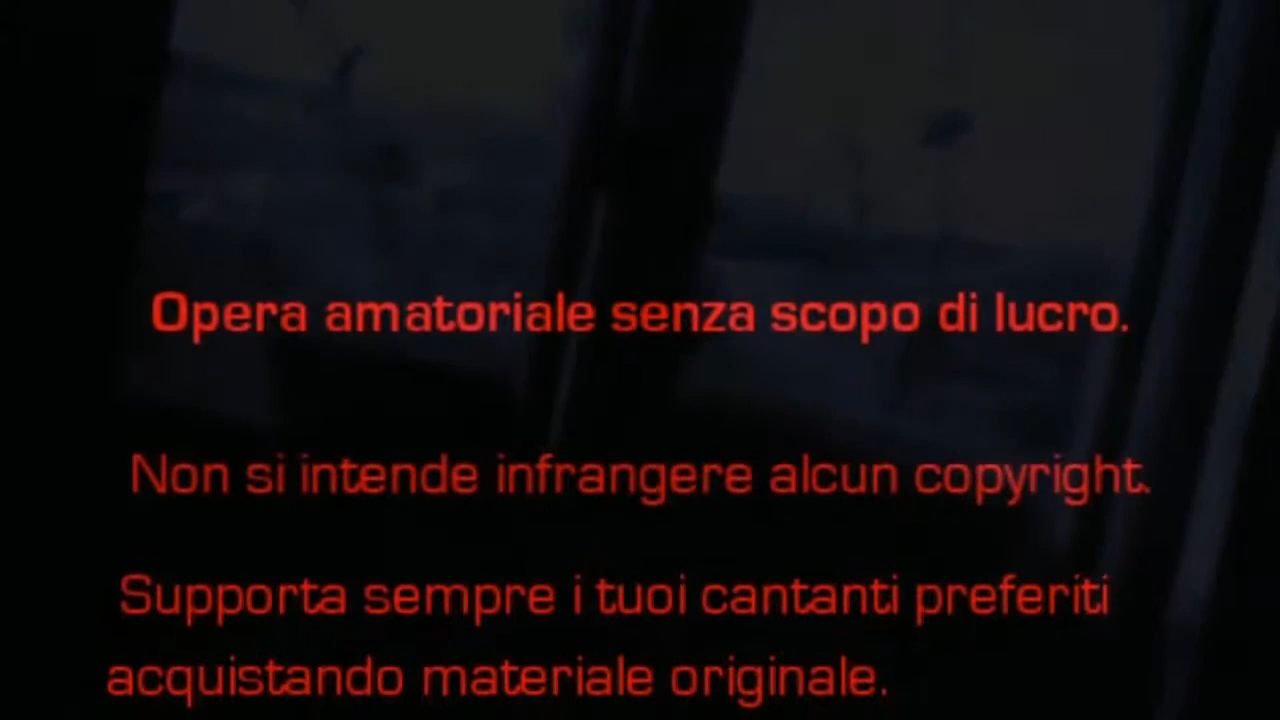 Opera amatoriale senza scopo di lucro.
Non si intende infrangere alcun copyright.
Supporta sempre i tuoi cantanti preferiti
acquistando materiale originale.